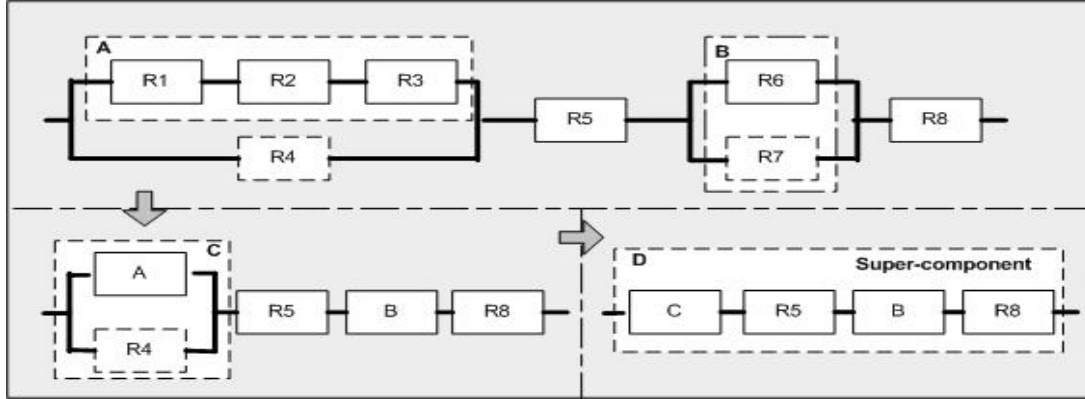 A
B
R1 R2 R3 R6
R5 R8
R4 R7
C
A
R5 B R8
R4
D Super-component
C R5 B R8